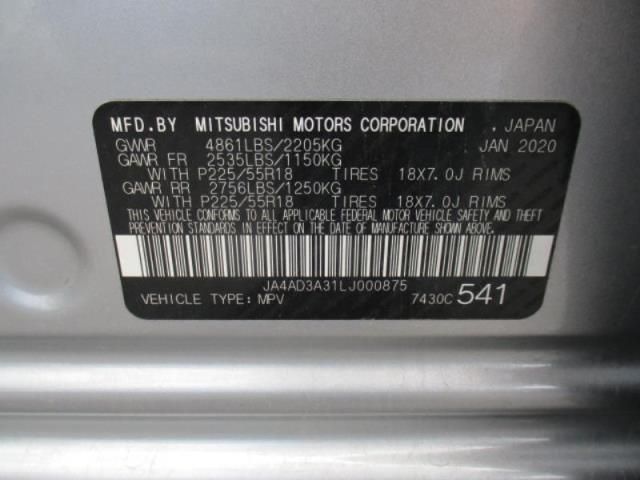 MFD.BY MITSUBISHI MOTORS CORPORATION . JAPAN
GVWR 4861LBS/2205KG JAN 2020
GAWR FR 2535LBS/1150KG
WITH P225/55R18 TIRES 18X7.0J RIMS
GAWR RR 2756LBS/1250KG
WITH P225/55R18 TIRES 18X7.0J RIMS
THIS VEHICLE CONFORMS TO ALL APPLICABLE FEDERAL MOTOR VEHICLE SAFETY AND THEFT
PREVENTION STANDARDS IN EFFECT ON THE DATE OF MANUFACTURE SHOWN ABOVE.
JA4AD3A31LJ000875
VEHICLE TYPE:MPV 7430C 541